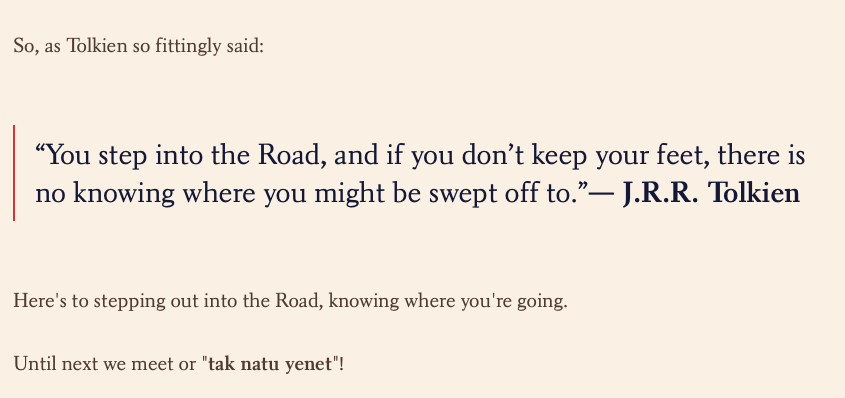 So, as Tolkien so fittingly said:
“You step into the Road, and if you don’t keep your feet, there is
no knowing where you might be swept off to.”— J.R.R. Tolkien
Here's to stepping out into the Road, knowing where you're going.
Until next we meet or "tak natu yenet"!